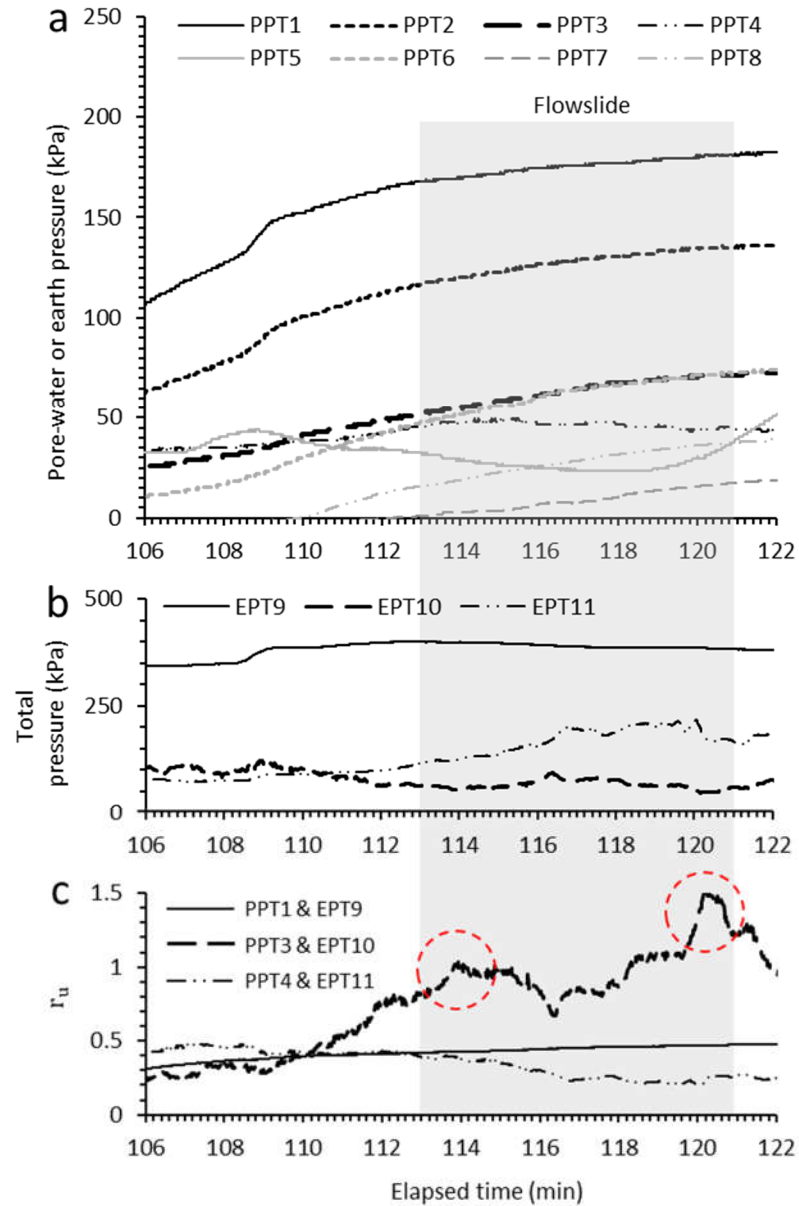 a
250
PPT1 PPT2 PPT3 PPT4
PPT5 PPT6 PPT7 PPT8
200
Flowslide
150
100
50
0
Pore-water or earth pressure (kPa)
106 108 110 112 114 116 118 120 122
b
500
EPT9 EPT10 EPT11
250
0
Total
pressure (kPa)
106 108 110 112 114 116 118 120 122
c
1.5
PPT1 & EPT9
PPT3 & EPT10
PPT4 & EPT11
1
0.5
0
ru
106 108 110 112 114 116 118 120 122
Elapsed time (min)